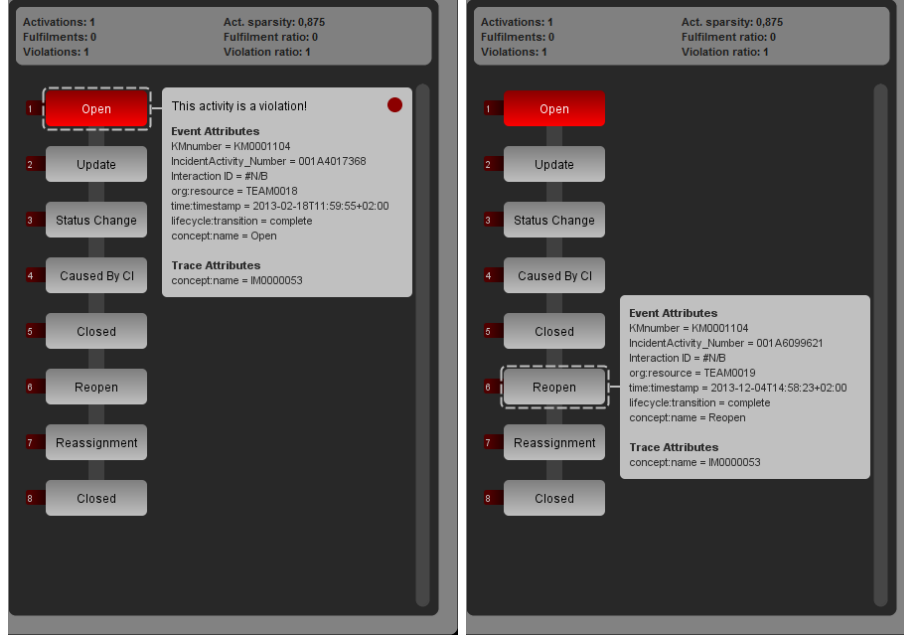 Activations: 1 Act. sparsity: 0,875
Fulfilments: 0 Fulfilment ratio: 0
Violations: 1 Violation ratio: 1
1 Open
This activity is a violation!
Event Attributes
KMnumber = KM0001104
IncidentActivity_Number = 001A4017368
Interaction ID = #N/B
org:resource = TEAM0018
time:timestamp = 2013-02-18T11:59:55+02:00
lifecycle:transition = complete
concept:name = Open
Trace Attributes
concept:name = IM0000053
2 Update
3 Status Change
4 Caused By CI
5 Closed
6 Reopen
7 Reassignment
8 Closed
Activations: 1 Act. sparsity: 0,875
Fulfilments: 0 Fulfilment ratio: 0
Violations: 1 Violation ratio: 1
1 Open
2 Update
3 Status Change
4 Caused By CI
5 Closed
6 Reopen
Event Attributes
KMnumber = KM0001104
IncidentActivity_Number = 001A6099621
Interaction ID = #N/B
org:resource = TEAM0019
time:timestamp = 2013-12-04T14:58:23+02:00
lifecycle:transition = complete
concept:name = Reopen
Trace Attributes
concept:name = IM0000053
7 Reassignment
8 Closed